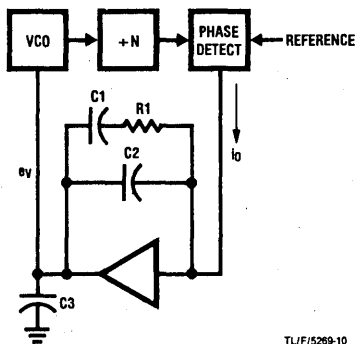 VCO
÷N
PHASE
DETECT
REFERENCE
C1
R1
C2
io
ev
C3
TL/F/5269-10